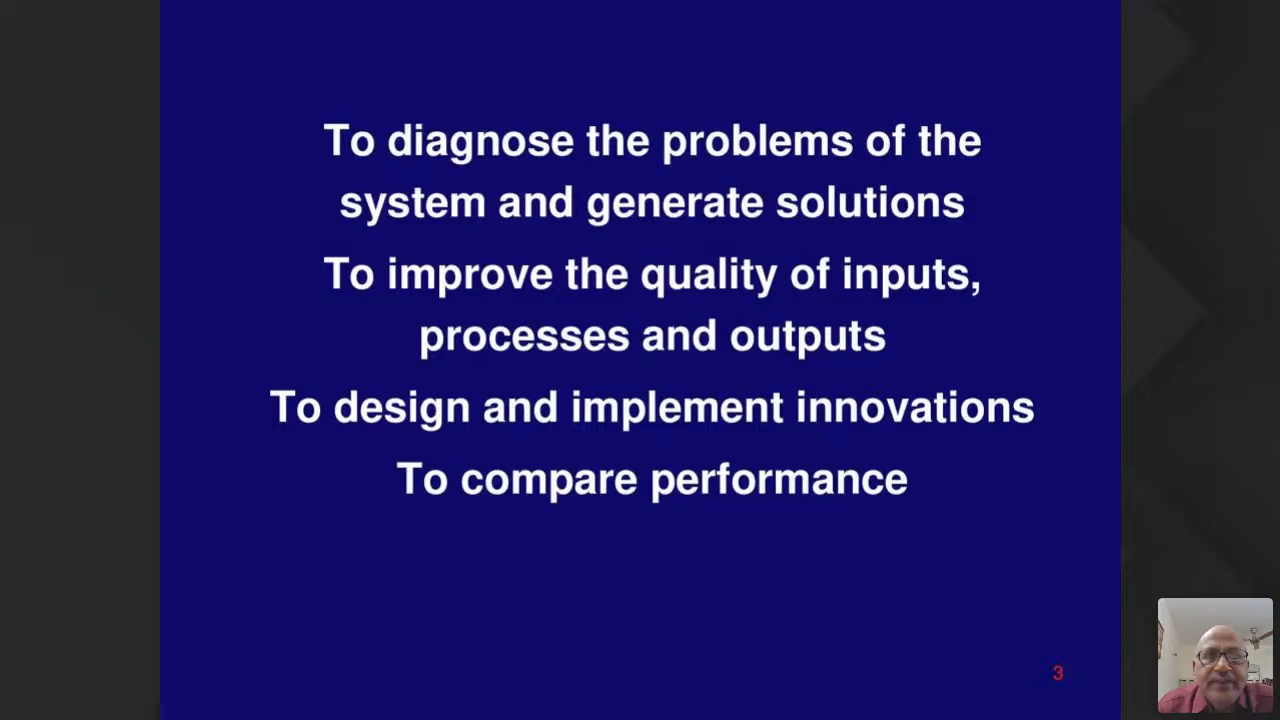 To diagnose the problems of the
system and generate solutions
To improve the quality of inputs,
processes and outputs
To design and implement innovations
To compare performance
3